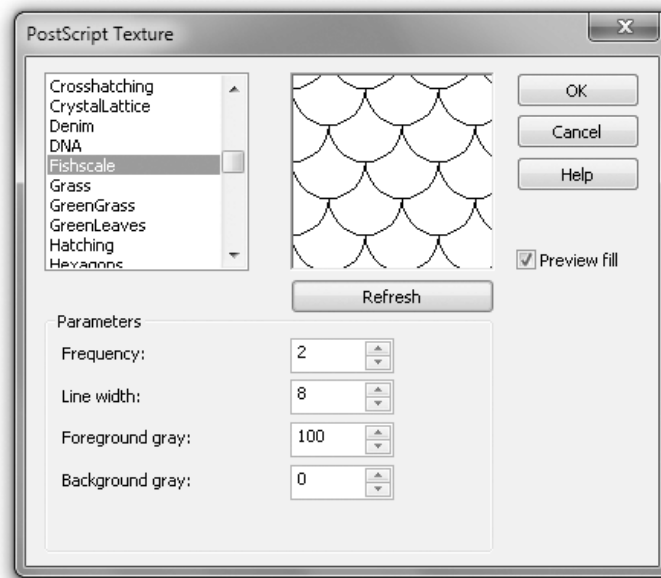 PostScript Texture
x
Crosshatching
CrystalLattice
Denim
DNA
Fishscale
Grass
GreenGrass
GreenLeaves
Hatching
Hexagons
OK
Cancel
Help
Preview fill
Refresh
Parameters
Frequency: 2
Line width: 8
Foreground gray: 100
Background gray: 0